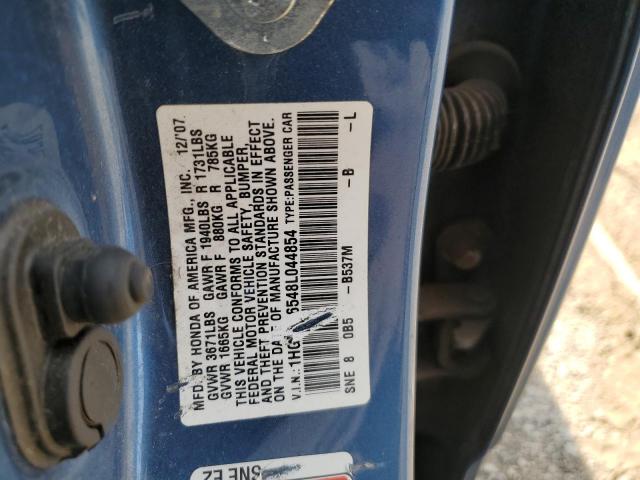 MFD. BY HONDA OF AMERICA MFG., INC. 12/'07
GVWR 3671LBS GAWR F 1940LBS R 1731LBS
GVWR 1665KG GAWR F 880KG R 785KG
THIS VEHICLE CONFORMS TO ALL APPLICABLE
FEDERAL MOTOR VEHICLE SAFETY, BUMPER,
AND THEFT PREVENTION STANDARDS IN EFFECT
ON THE DATE OF MANUFACTURE SHOWN ABOVE.
V.I.N.: 1HG 6548L044854 TYPE:PASSENGER CAR
SNE 8 0B5 -B537M -B -L
SNE EZ